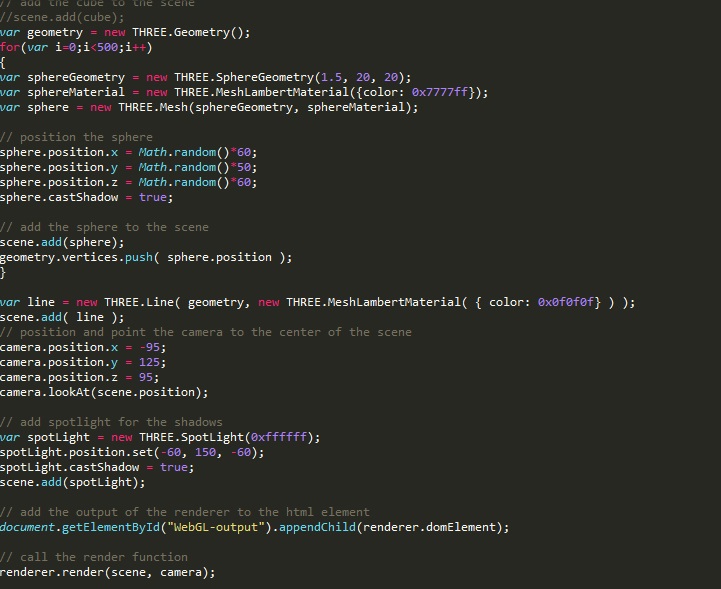 // add the cube to the scene
//scene.add(cube);
var geometry = new THREE.Geometry();
for(var i=0;i<500;i++)
{
var sphereGeometry = new THREE.SphereGeometry(1.5, 20, 20);
var sphereMaterial = new THREE.MeshLambertMaterial({color: 0x7777ff});
var sphere = new THREE.Mesh(sphereGeometry, sphereMaterial);
// position the sphere
sphere.position.x = Math.random()*60;
sphere.position.y = Math.random()*50;
sphere.position.z = Math.random()*60;
sphere.castShadow = true;
// add the sphere to the scene
scene.add(sphere);
geometry.vertices.push( sphere.position );
}
var line = new THREE.Line( geometry, new THREE.MeshLambertMaterial( { color: 0x0f0f0f} ) );
scene.add( line );
// position and point the camera to the center of the scene
camera.position.x = -95;
camera.position.y = 125;
camera.position.z = 95;
camera.lookAt(scene.position);
// add spotlight for the shadows
var spotLight = new THREE.SpotLight(0xffffff);
spotLight.position.set(-60, 150, -60);
spotLight.castShadow = true;
scene.add(spotLight);
// add the output of the renderer to the html element
document.getElementById("WebGL-output").appendChild(renderer.domElement);
// call the render function
renderer.render(scene, camera);